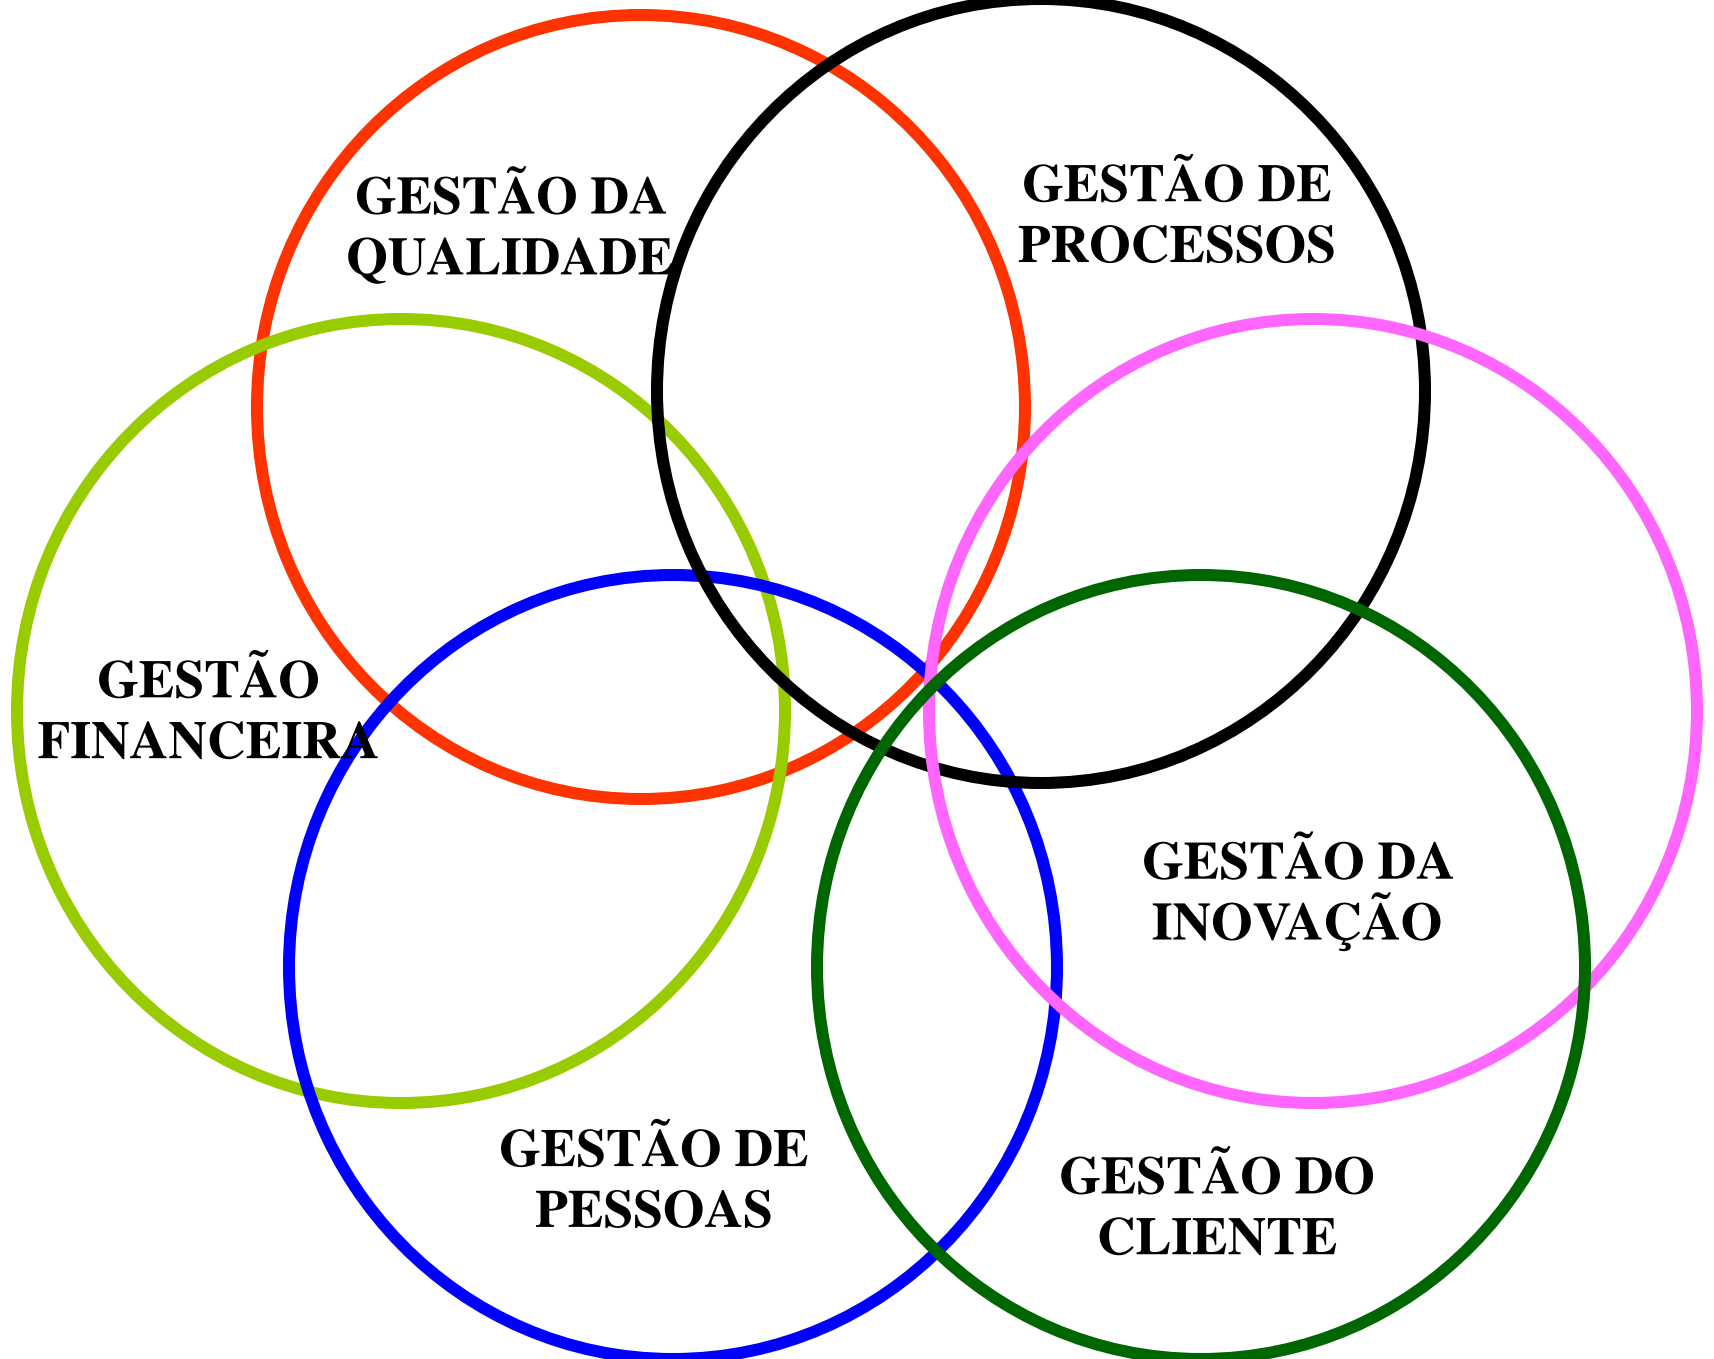 GESTÃO DA
QUALIDADE
GESTÃO DE
PROCESSOS
GESTÃO
FINANCEIRA
GESTÃO DA
INOVAÇÃO
GESTÃO DE
PESSOAS
GESTÃO DO
CLIENTE